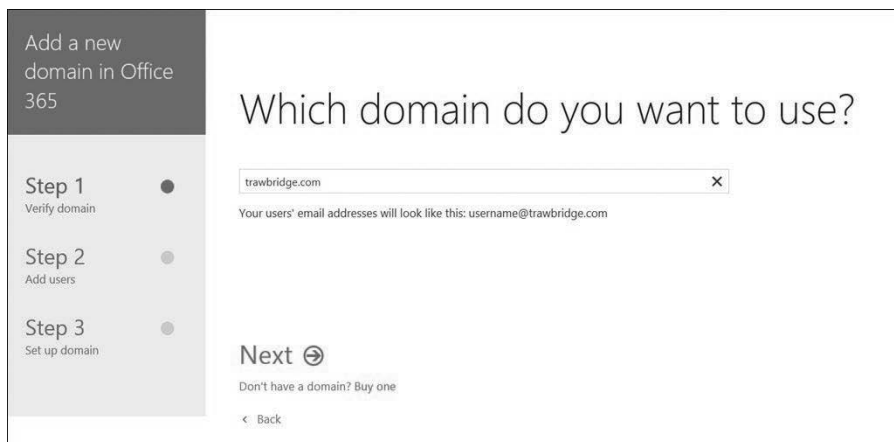 Add a new
domain in Office
365
Step 1
Verify domain
Step 2
Add users
Step 3
Set up domain
Which domain do you want to use?
trawbridge.com ✕
Your users' email addresses will look like this: username@trawbridge.com
Next
Don't have a domain? Buy one
< Back